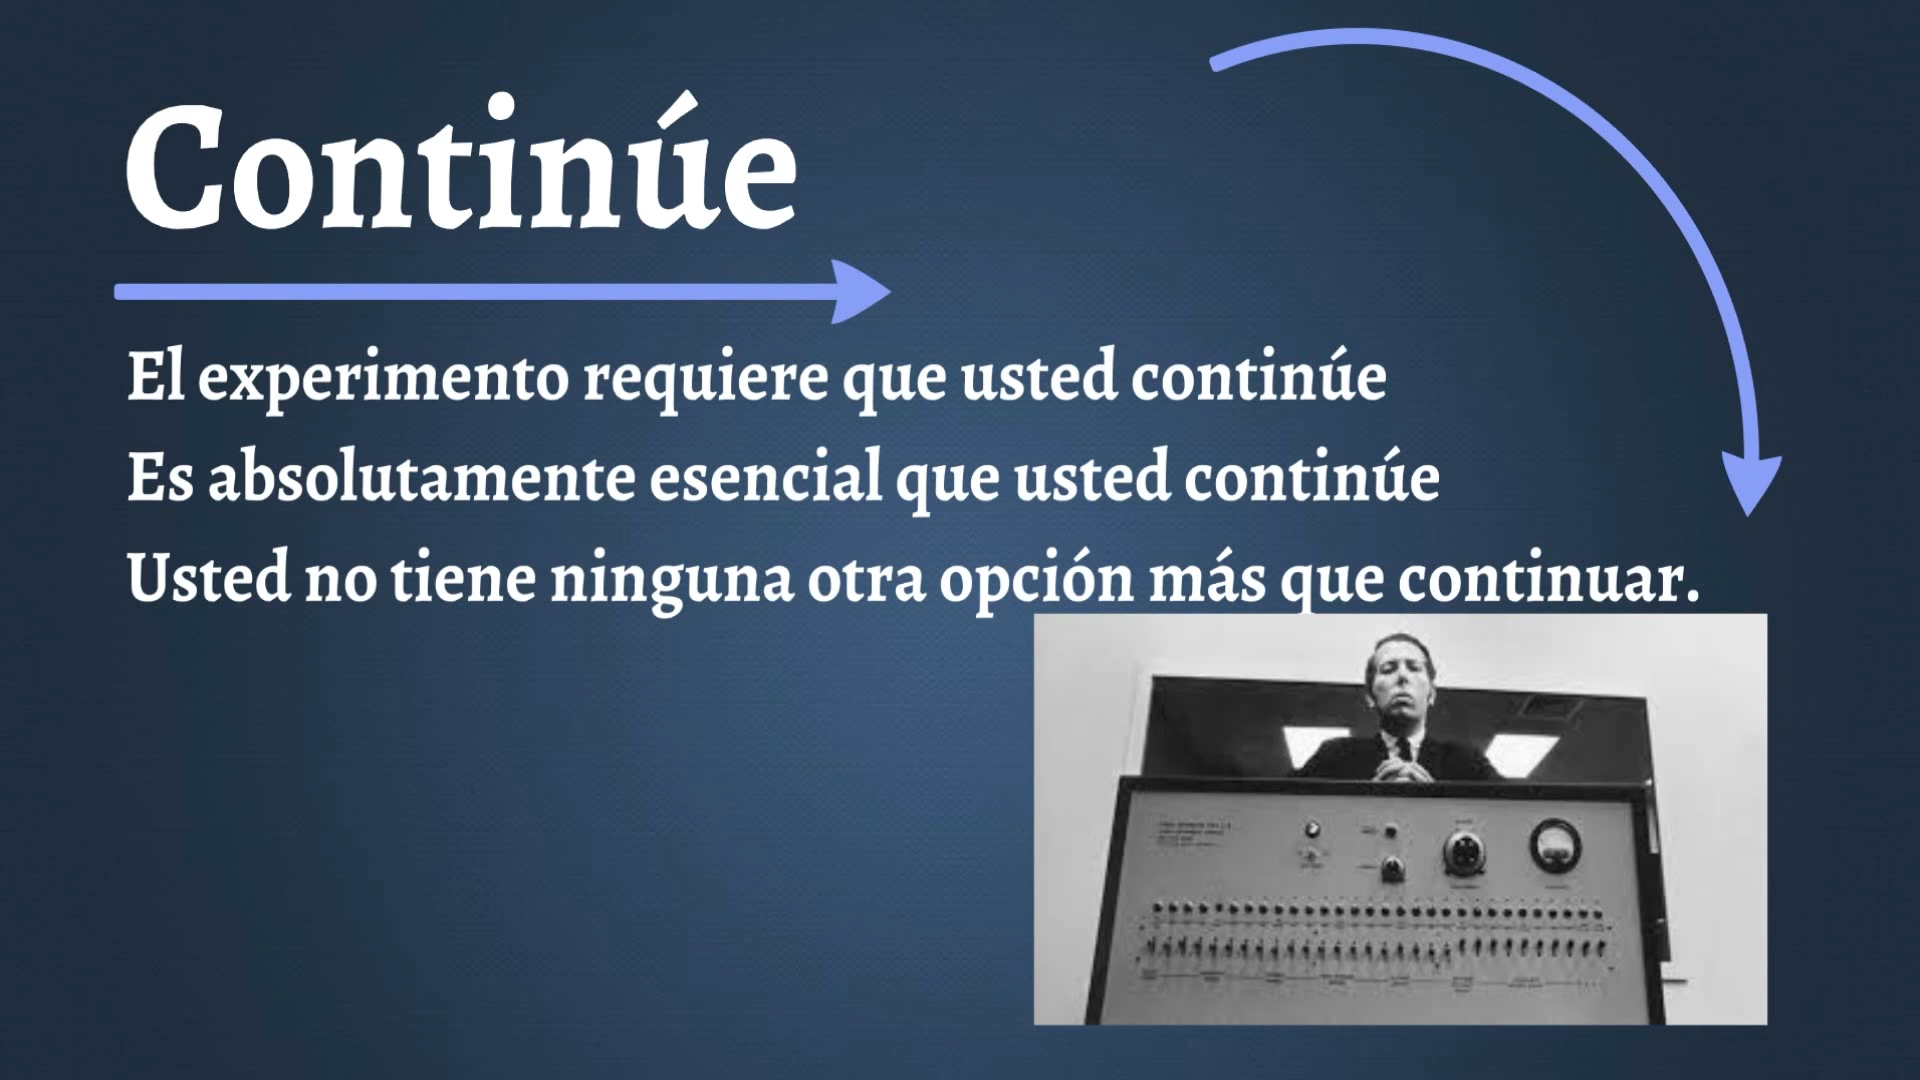 Continúe
El experimento requiere que usted continúe
Es absolutamente esencial que usted continúe
Usted no tiene ninguna otra opción más que continuar.